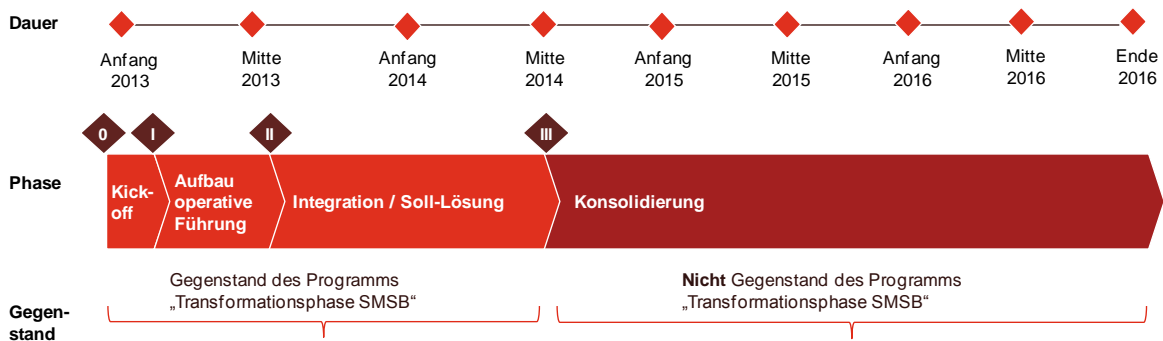 Dauer
Anfang
2013
Mitte
2013
Anfang
2014
Mitte
2014
Anfang
2015
Mitte
2015
Anfang
2016
Mitte
2016
Ende
2016
0
I
II
III
Phase
Kick-
off
Aufbau
operative
Führung
Integration / Soll-Lösung
Konsolidierung
Gegen-
stand
Gegenstand des Programms
„Transformationsphase SMSB“
Nicht Gegenstand des Programms
„Transformationsphase SMSB“